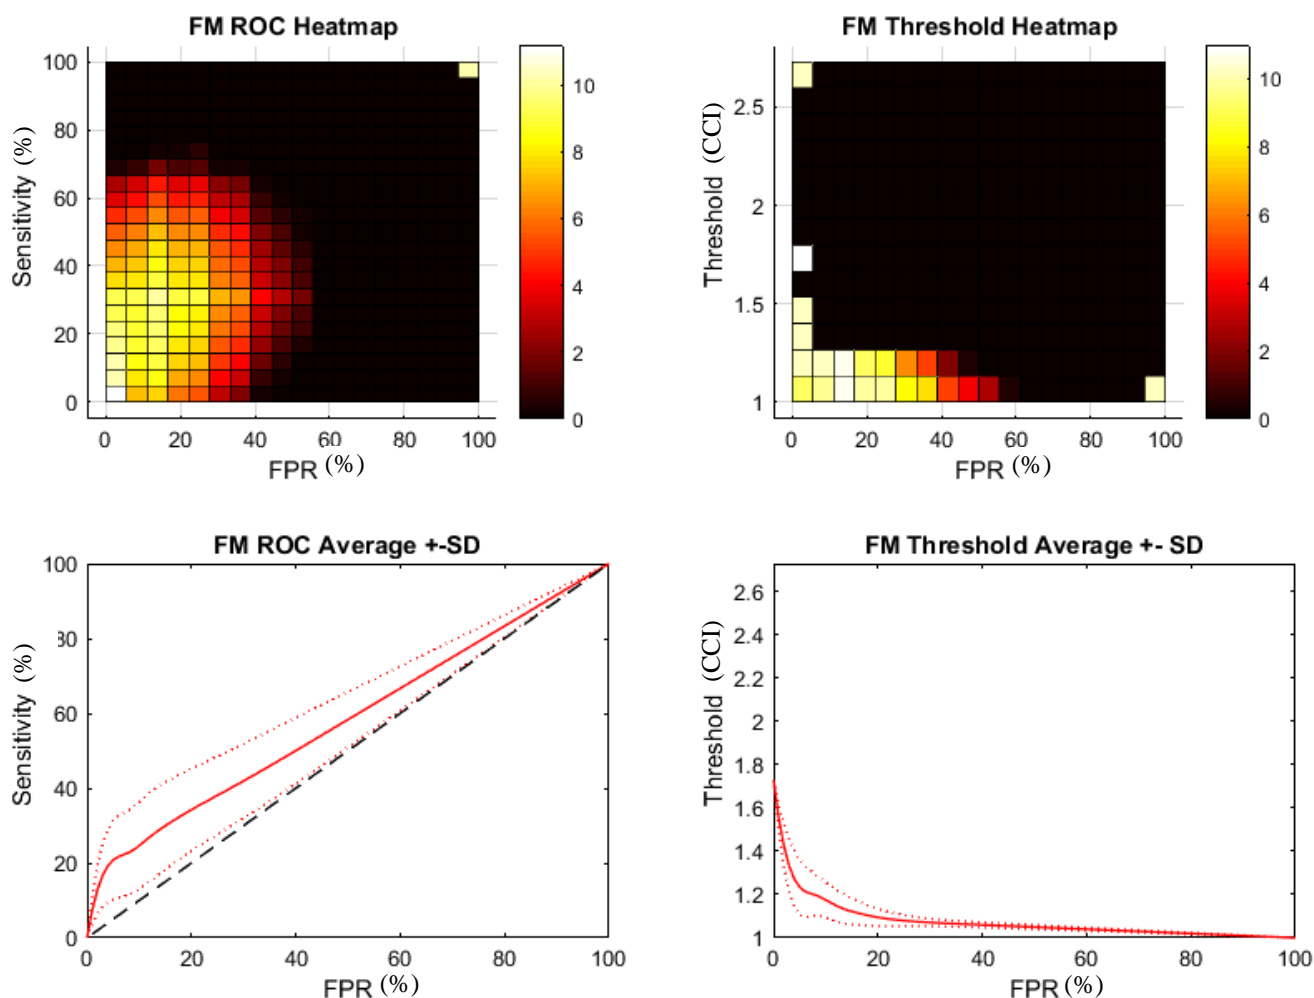 FM ROC Heatmap
100
80
60
40
20
0
Sensitivity (%)
0 20 40 60 80 100
FPR (%)
10
8
6
4
2
0
FM Threshold Heatmap
2.5
2
1.5
1
Threshold (CCI)
0 20 40 60 80 100
FPR (%)
10
8
6
4
2
0
FM ROC Average +-SD
100
80
60
40
20
0
Sensitivity (%)
0 20 40 60 80 100
FPR (%)
FM Threshold Average +- SD
2.6
2.4
2.2
2
1.8
1.6
1.4
1.2
1
Threshold (CCI)
0 20 40 60 80 100
FPR (%)